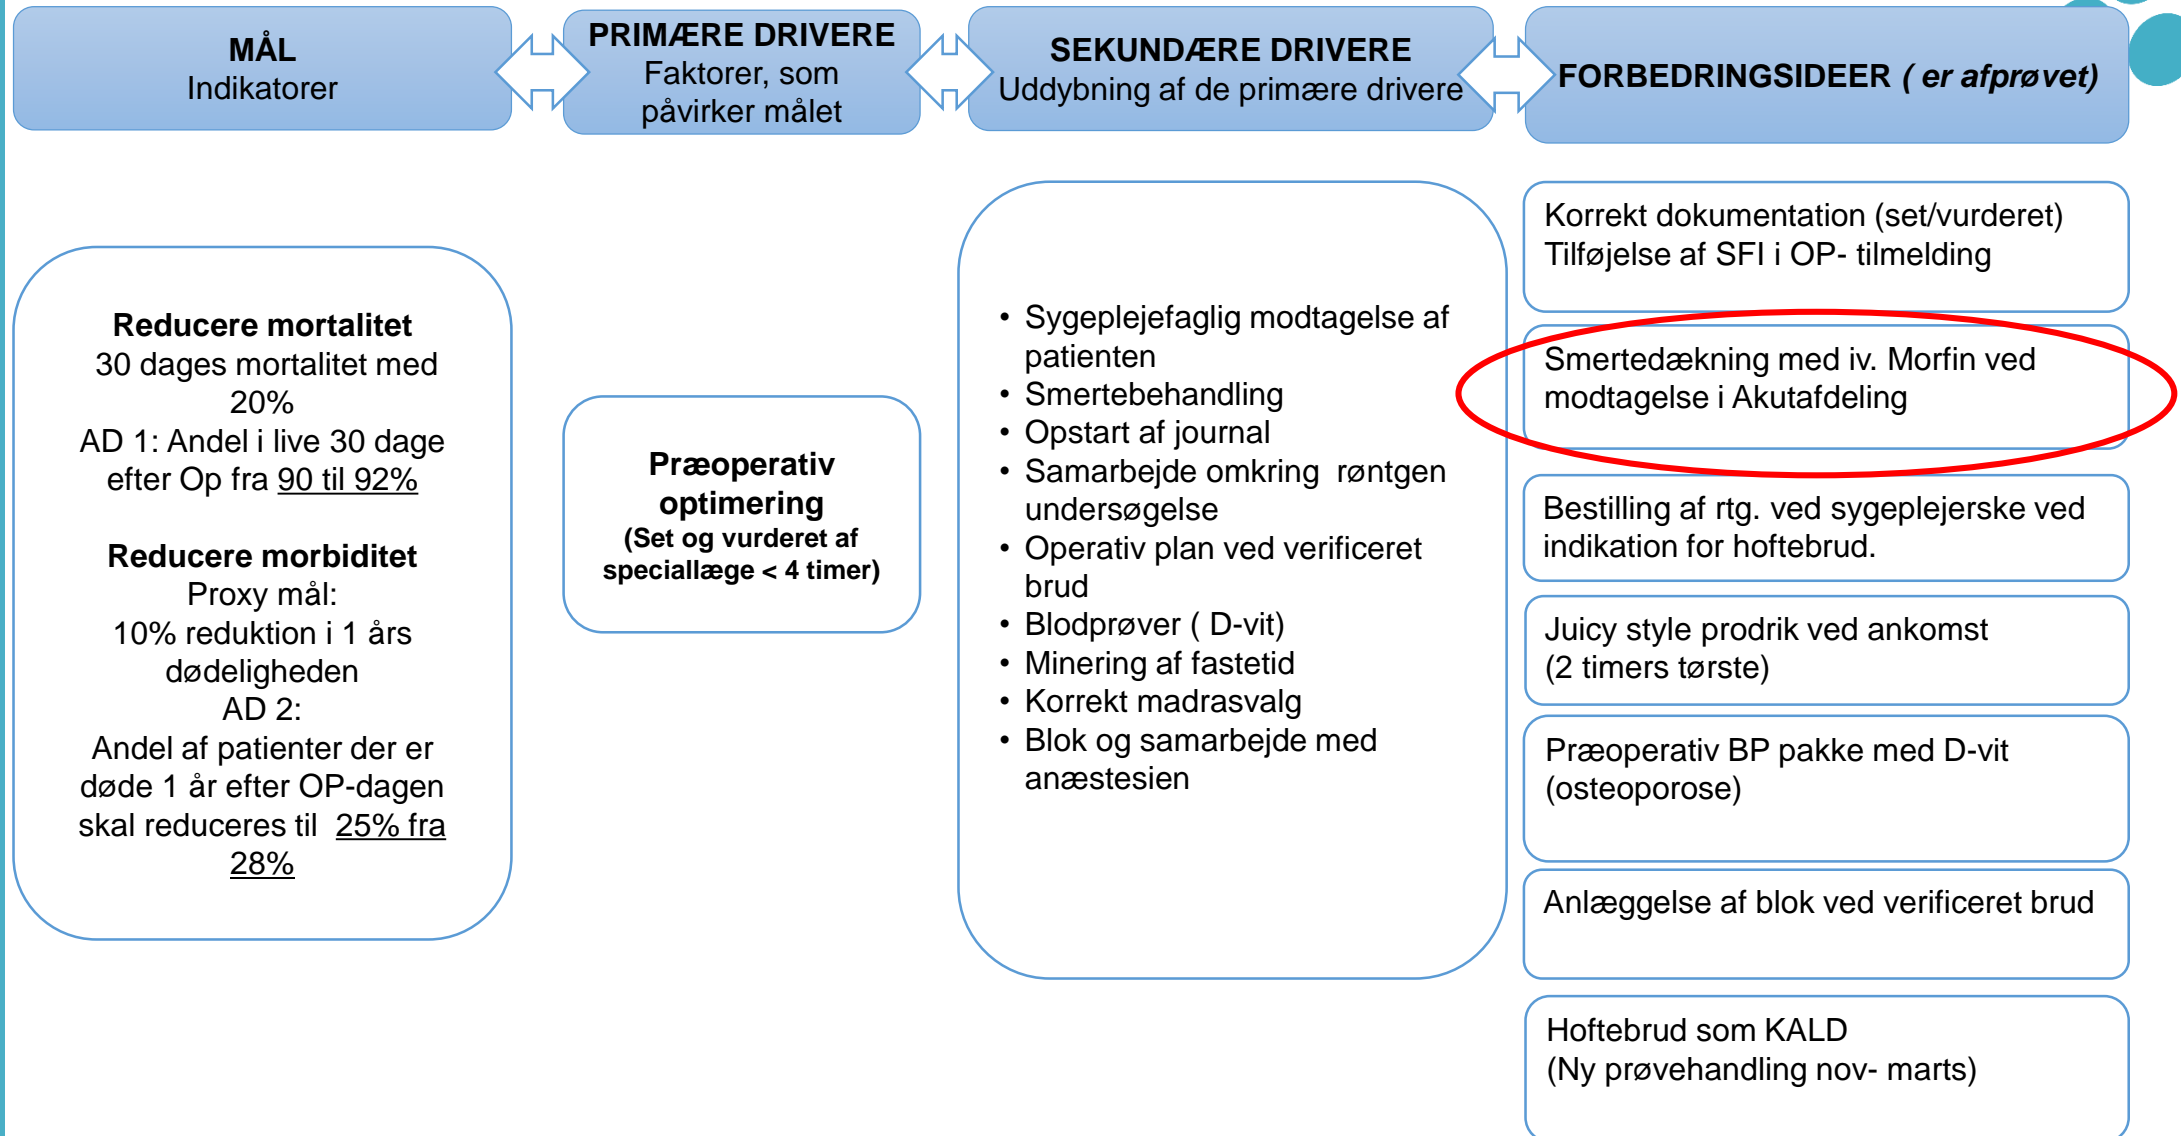 MÅL
Indikatorer
PRIMÆRE DRIVERE
Faktorer, som
påvirker målet
SEKUNDÆRE DRIVERE
Uddybning af de primære drivere
FORBEDRINGSIDEER ( er afprøvet)
Reducere mortalitet
30 dages mortalitet med
20%
AD 1: Andel i live 30 dage
efter Op fra 90 til 92%
Reducere morbiditet
Proxy mål:
10% reduktion i 1 års
dødeligheden
AD 2:
Andel af patienter der er
døde 1 år efter OP-dagen
skal reduceres til 25% fra
28%
Præoperativ
optimering
(Set og vurderet af
speciallæge < 4 timer)
• Sygeplejefaglig modtagelse af
patienten
• Smertebehandling
• Opstart af journal
• Samarbejde omkring røntgen
undersøgelse
• Operativ plan ved verificeret
brud
• Blodprøver ( D-vit)
• Minering af fastetid
• Korrekt madrasvalg
• Blok og samarbejde med
anæstesien
Korrekt dokumentation (set/vurderet)
Tilføjelse af SFI i OP- tilmelding
Smertedækning med iv. Morfin ved
modtagelse i Akutafdeling
Bestilling af rtg. ved sygeplejerske ved
indikation for hoftebrud.
Juicy style prodrik ved ankomst
(2 timers tørste)
Præoperativ BP pakke med D-vit
(osteoporose)
Anlæggelse af blok ved verificeret brud
Hoftebrud som KALD
(Ny prøvehandling nov- marts)